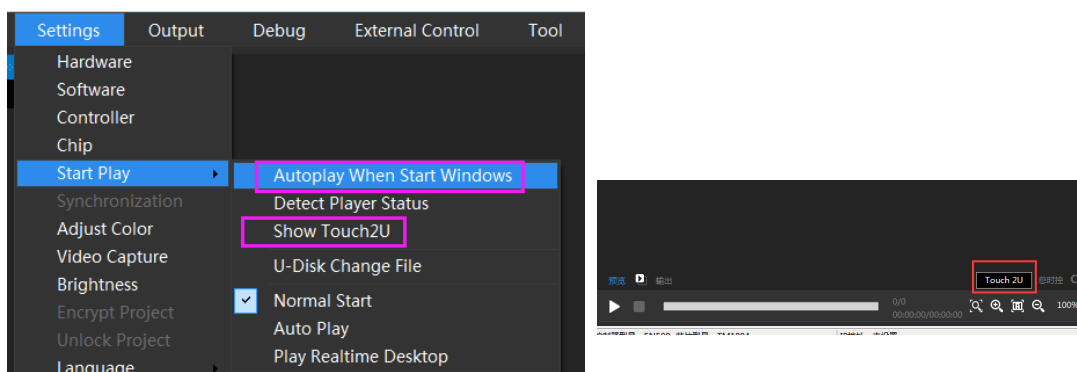 Settings Output Debug External Control Tool
Hardware
Software
Controller
Chip
Start Play
Synchronization
Adjust Color
Video Capture
Brightness
Encrypt Project
Unlock Project
Language
Autoplay When Start Windows
Detect Player Status
Show Touch2U
U-Disk Change File
Normal Start
Auto Play
Play Realtime Desktop
预览 输出 Touch 2U 总时控
0/0
00:00:00/00:00:00
100%